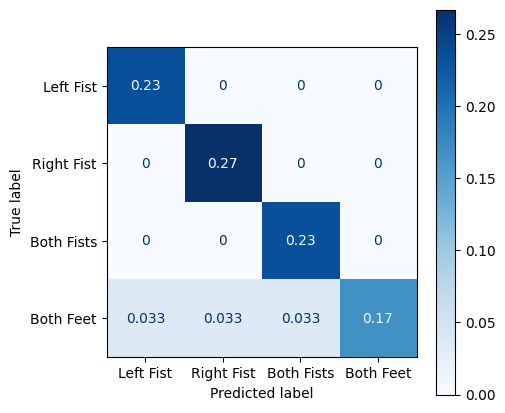 Left Fist 0.23 0 0 0
Right Fist 0 0.27 0 0
Both Fists 0 0 0.23 0
Both Feet 0.033 0.033 0.033 0.17
Left Fist Right Fist Both Fists Both Feet
Predicted label
True label
0.25
0.20
0.15
0.10
0.05
0.00